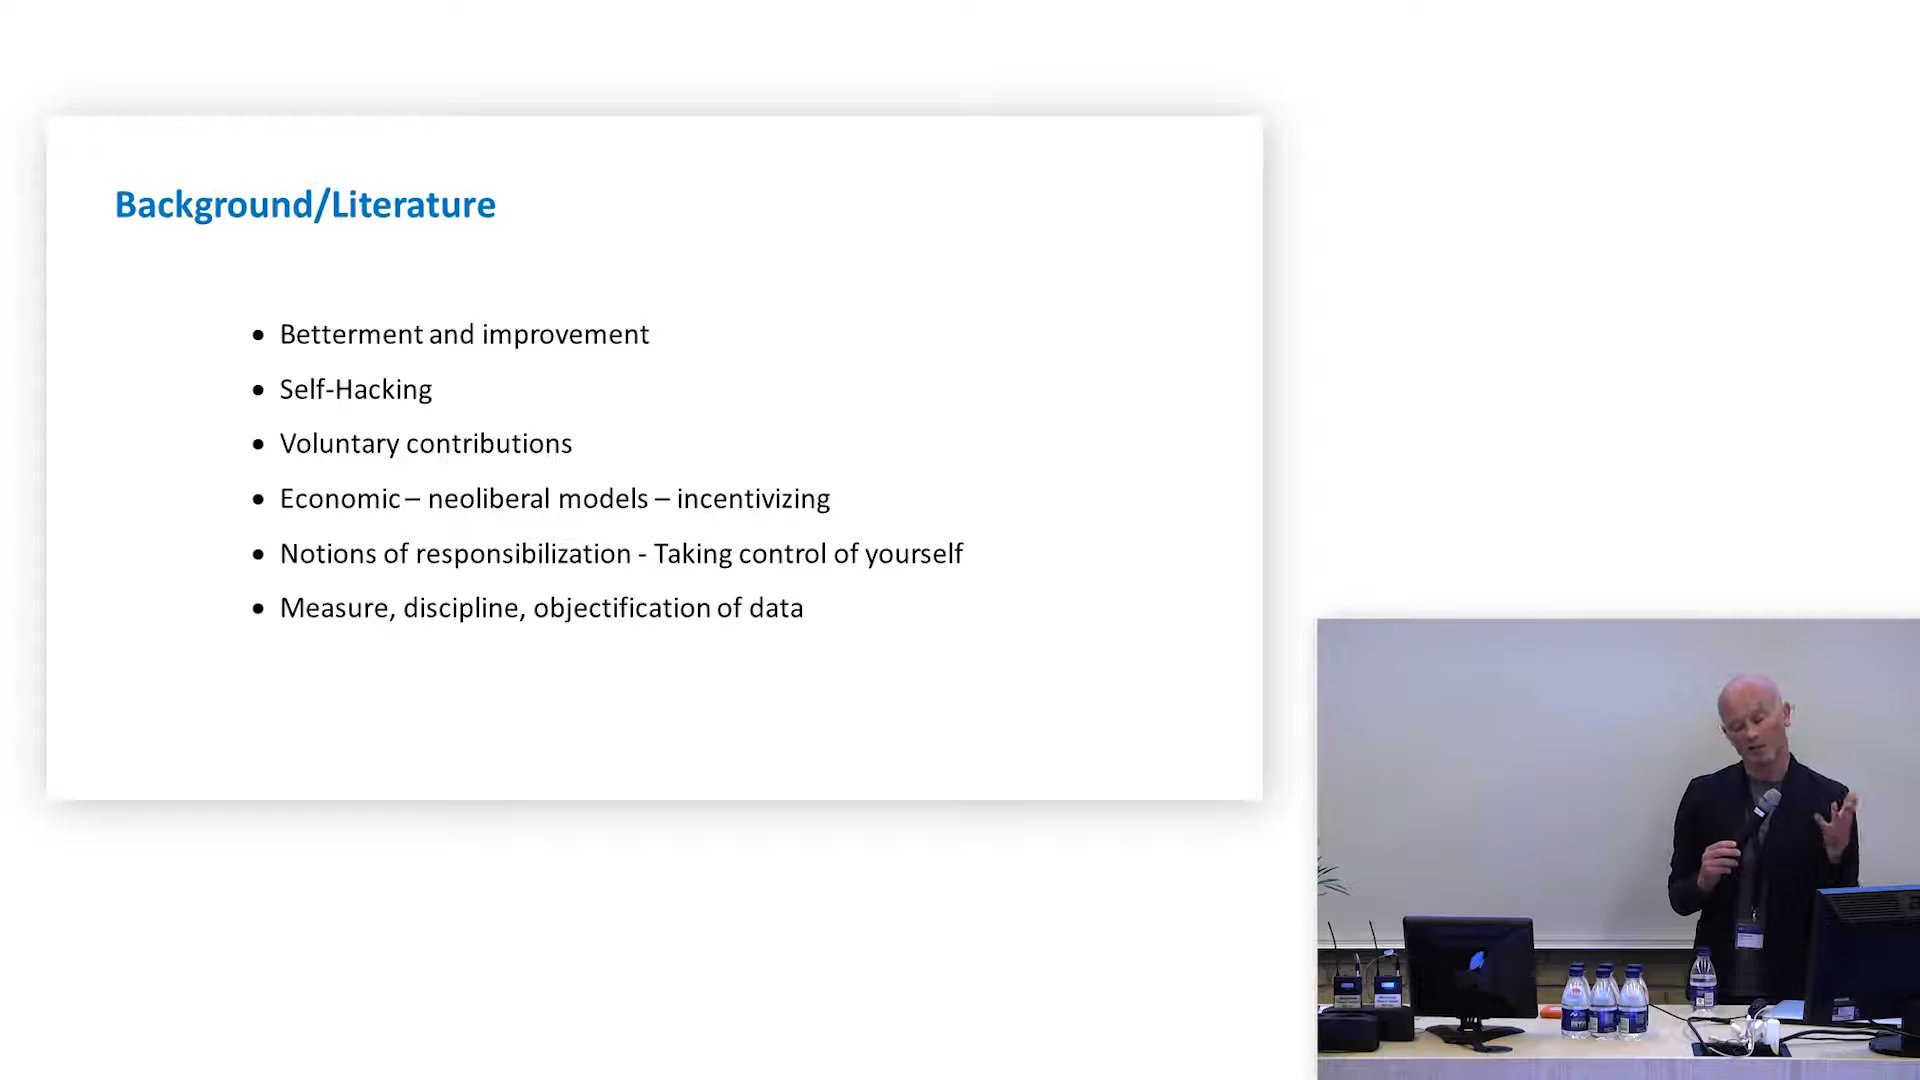 Background/Literature
• Betterment and improvement
• Self-Hacking
• Voluntary contributions
• Economic – neoliberal models – incentivizing
• Notions of responsibilization - Taking control of yourself
• Measure, discipline, objectification of data